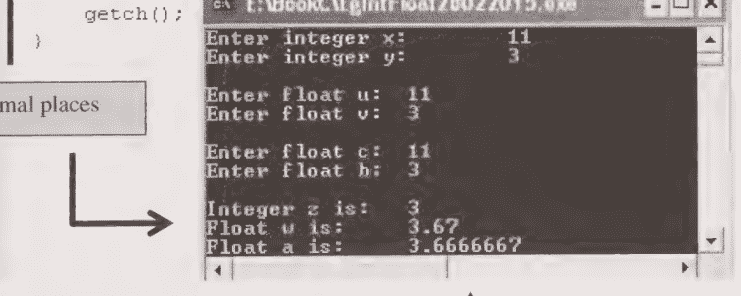 getch();
}
mal places
Enter integer x: 11
Enter integer y: 3
Enter float u: 11
Enter float v: 3
Enter float c: 11
Enter float b: 3
Integer z is: 3
Float w is: 3.67
Float a is: 3.6666667